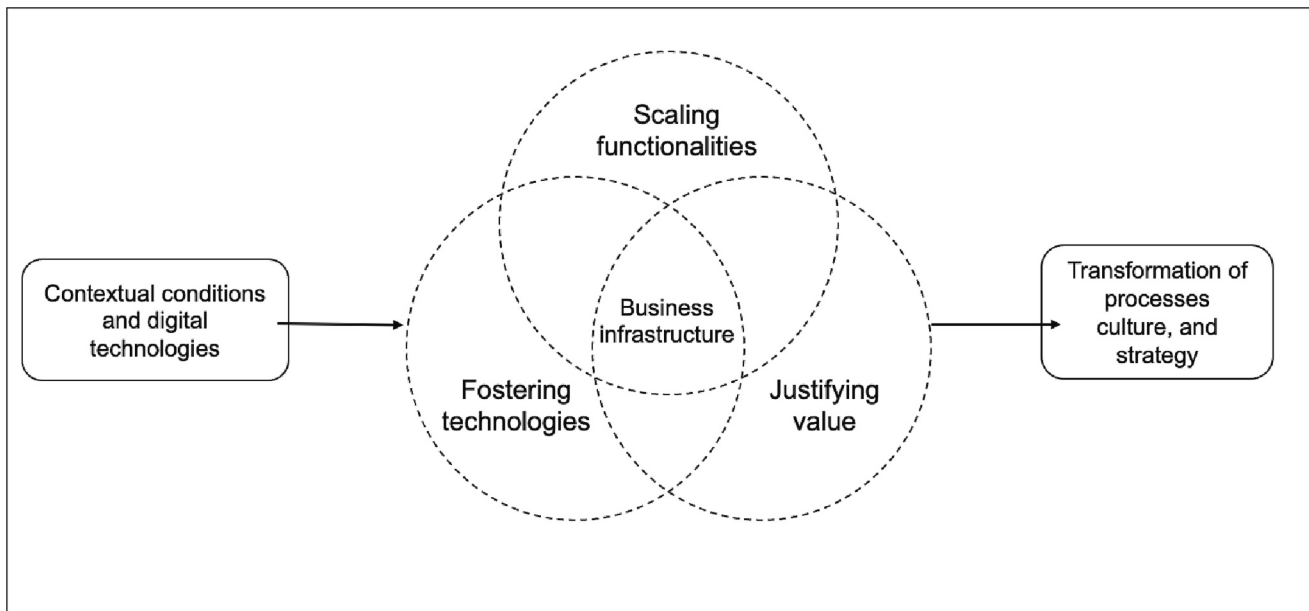 Scaling
functionalities
Contextual conditions
and digital
technologies
Business
infrastructure
Transformation of
processes
culture, and
strategy
Fostering
technologies
Justifying
value